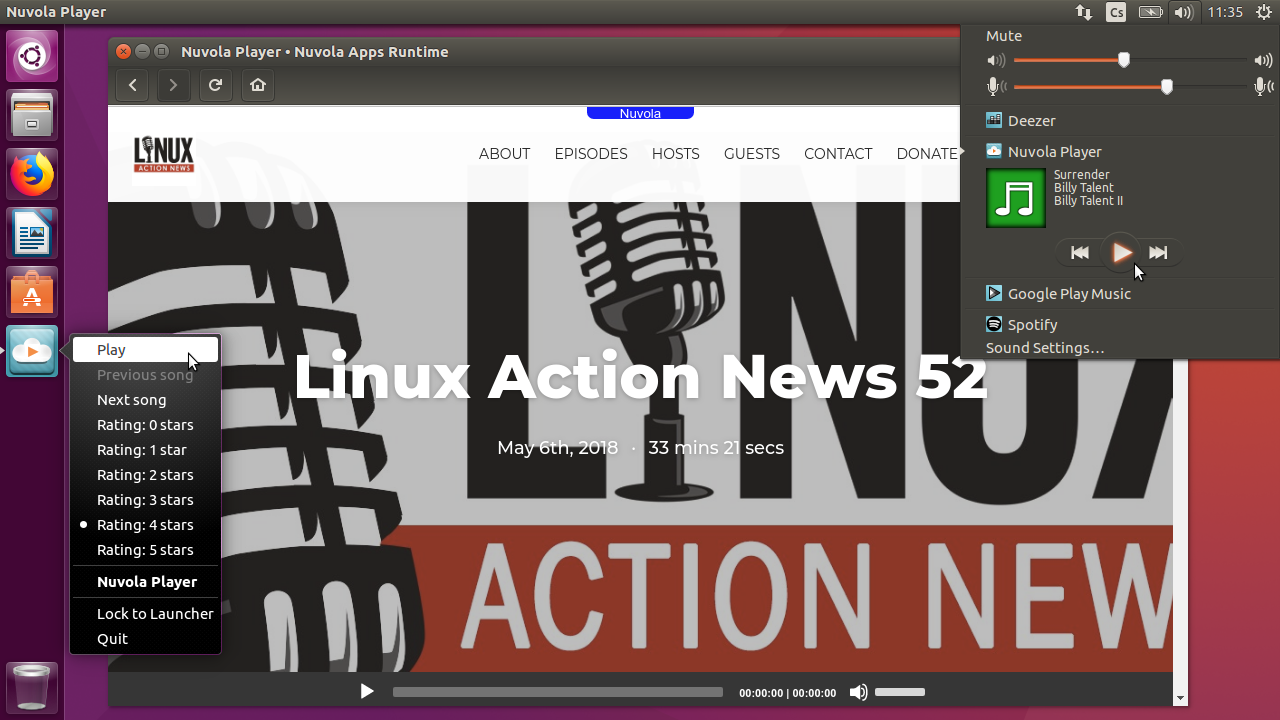 Nuvola Player
Cs
11:35
Nuvola Player • Nuvola Apps Runtime
Nuvola
LINUX
ACTION NEWS
ABOUT
EPISODES
HOSTS
GUESTS
CONTACT
DONATE
Linux Action News 52
May 6th, 2018 · 33 mins 21 secs
ACTION NEW
00:00:00 | 00:00:00
Mute
Deezer
Nuvola Player
Surrender
Billy Talent
Billy Talent II
Google Play Music
Spotify
Sound Settings…
Play
Previous song
Next song
Rating: 0 stars
Rating: 1 star
Rating: 2 stars
Rating: 3 stars
Rating: 4 stars
Rating: 5 stars
Nuvola Player
Lock to Launcher
Quit